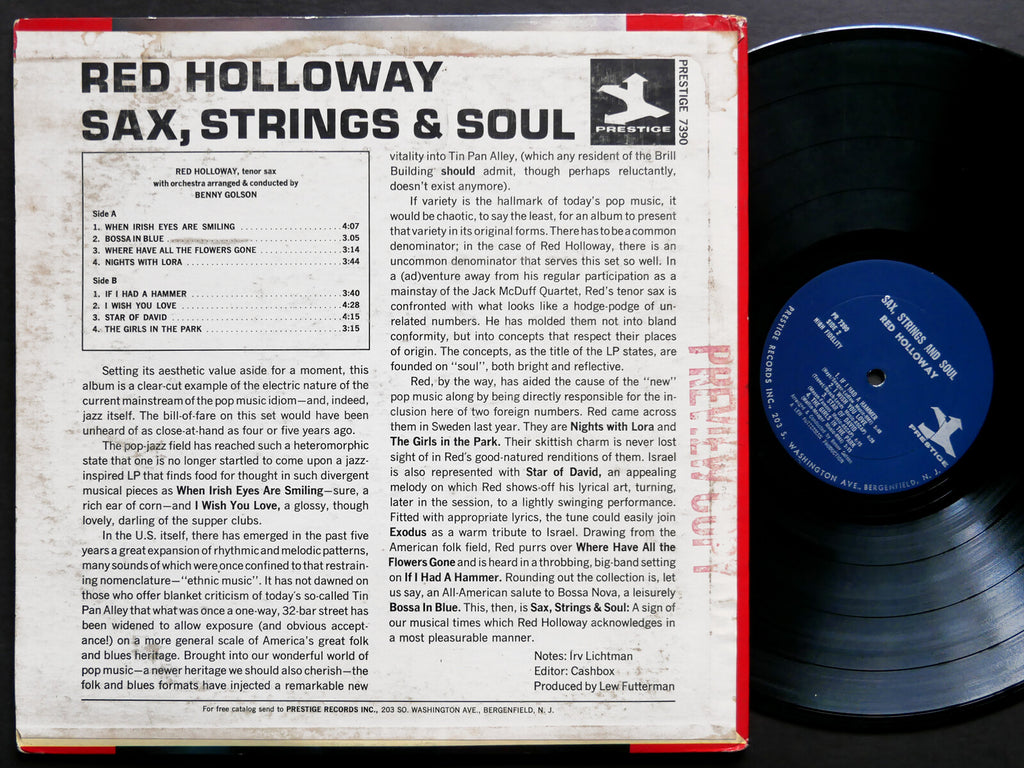 RED HOLLOWAY
SAX, STRINGS & SOUL
PRESTIGE
PRESTIGE 7390
RED HOLLOWAY, tenor sax
with orchestra arranged & conducted by
BENNY GOLSON
Side A
1. WHEN IRISH EYES ARE SMILING ........ 4:07
2. BOSSA IN BLUE ........ 3.05
3. WHERE HAVE ALL THE FLOWERS GONE ........ 3:14
4. NIGHTS WITH LORA ........ 3:44
Side B
1. IF I HAD A HAMMER ........ 3:40
2. I WISH YOU LOVE ........ 4:28
3. STAR OF DAVID ........ 4:15
4. THE GIRLS IN THE PARK ........ 3:15
Setting its aesthetic value aside for a moment, this
album is a clear-cut example of the electric nature of the
current mainstream of the pop music idiom—and, indeed,
jazz itself. The bill-of-fare on this set would have been
unheard of as close-at-hand as four or five years ago.
The pop-jazz field has reached such a heteromorphic
state that one is no longer startled to come upon a jazz-
inspired LP that finds food for thought in such divergent
musical pieces as When Irish Eyes Are Smiling—sure, a
rich ear of corn—and I Wish You Love, a glossy, though
lovely, darling of the supper clubs.
In the U.S. itself, there has emerged in the past five
years a great expansion of rhythmic and melodic patterns,
many sounds of which were once confined to that restrain-
ing nomenclature—"ethnic music". It has not dawned on
those who offer blanket criticism of today's so-called Tin
Pan Alley that what was once a one-way, 32-bar street has
been widened to allow exposure (and obvious accept-
ance!) on a more general scale of America's great folk
and blues heritage. Brought into our wonderful world of
pop music—a newer heritage we should also cherish—the
folk and blues formats have injected a remarkable new
vitality into Tin Pan Alley, (which any resident of the Brill
Building should admit, though perhaps reluctantly,
doesn't exist anymore).
If variety is the hallmark of today's pop music, it
would be chaotic, to say the least, for an album to present
that variety in its original forms. There has to be a common
denominator; in the case of Red Holloway, there is an
uncommon denominator that serves this set so well. In
a (ad)venture away from his regular participation as a
mainstay of the Jack McDuff Quartet, Red's tenor sax is
confronted with what looks like a hodge-podge of un-
related numbers. He has molded them not into bland
conformity, but into concepts that respect their places
of origin. The concepts, as the title of the LP states, are
founded on "soul", both bright and reflective.
Red, by the way, has aided the cause of the "new"
pop music along by being directly responsible for the in-
clusion here of two foreign numbers. Red came across
them in Sweden last year. They are Nights with Lora and
The Girls in the Park. Their skittish charm is never lost
sight of in Red's good-natured renditions of them. Israel
is also represented with Star of David, an appealing
melody on which Red shows-off his lyrical art, turning,
later in the session, to a lightly swinging performance.
Fitted with appropriate lyrics, the tune could easily join
Exodus as a warm tribute to Israel. Drawing from the
American folk field, Red purrs over Where Have All the
Flowers Gone and is heard in a throbbing, big-band setting
on If I Had A Hammer. Rounding out the collection is, let
us say, an All-American salute to Bossa Nova, a leisurely
Bossa In Blue. This, then, is Sax, Strings & Soul: A sign of
our musical times which Red Holloway acknowledges in
a most pleasurable manner.
Notes: Irv Lichtman
Editor: Cashbox
Produced by Lew Futterman
For free catalog send to PRESTIGE RECORDS INC., 203 SO. WASHINGTON AVE., BERGENFIELD, N. J.
SAX, STRINGS AND SOUL
RED HOLLOWAY
PR 7390
SIDE 2
HIGH FIDELITY
1. IF I HAD A HAMMER
PRESTIGE
PRESTIGE RECORDS INC., 203 S. WASHINGTON AVE., BERGENFIELD, N. J.